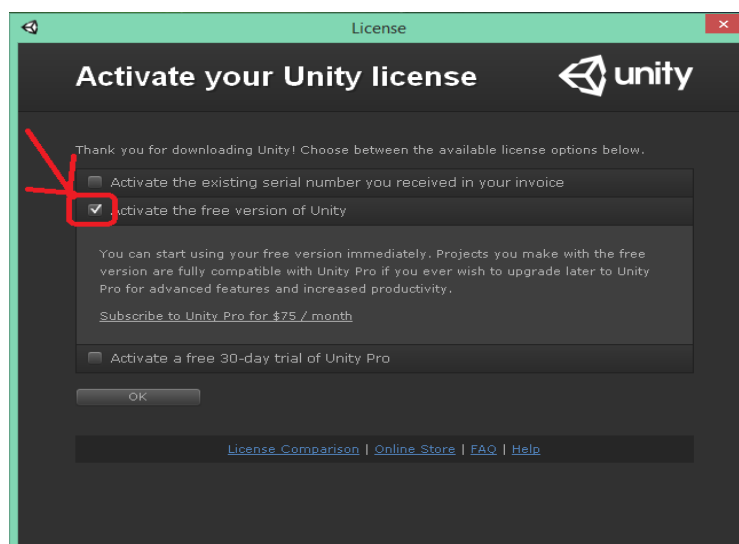 License
Activate your Unity license
unity
Thank you for downloading Unity! Choose between the available license options below.
Activate the existing serial number you received in your invoice
Activate the free version of Unity
You can start using your free version immediately. Projects you make with the free
version are fully compatible with Unity Pro if you ever wish to upgrade later to Unity
Pro for advanced features and increased productivity.
Subscribe to Unity Pro for $75 / month
Activate a free 30-day trial of Unity Pro
OK
License Comparison | Online Store | FAQ | Help